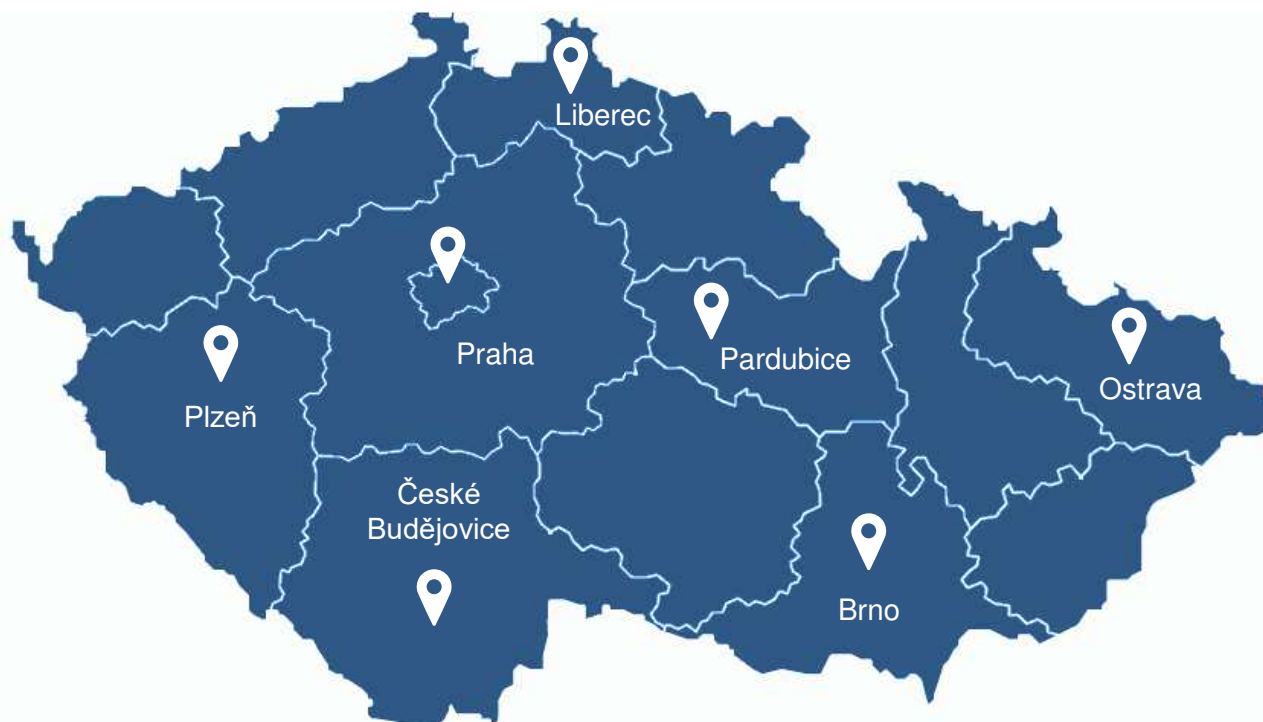 Liberec
Praha
Pardubice
Ostrava
Plzeň
České
Budějovice
Brno